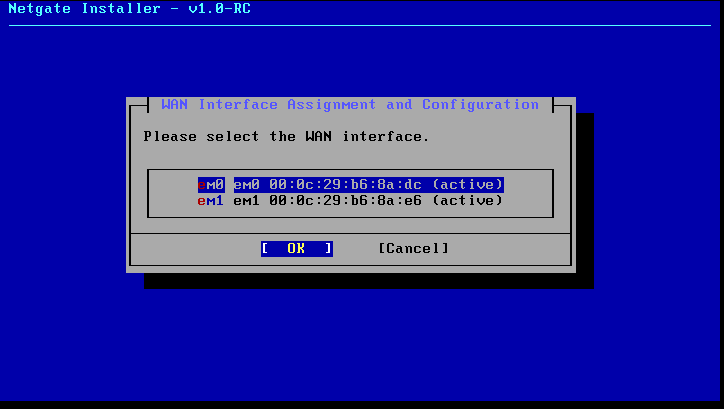 Netgate Installer - v1.0-RC
WAN Interface Assignment and Configuration
Please select the WAN interface.
em0 em0 00:0c:29:b6:8a:dc (active)
em1 em1 00:0c:29:b6:8a:e6 (active)
[ OK ] [Cancel]